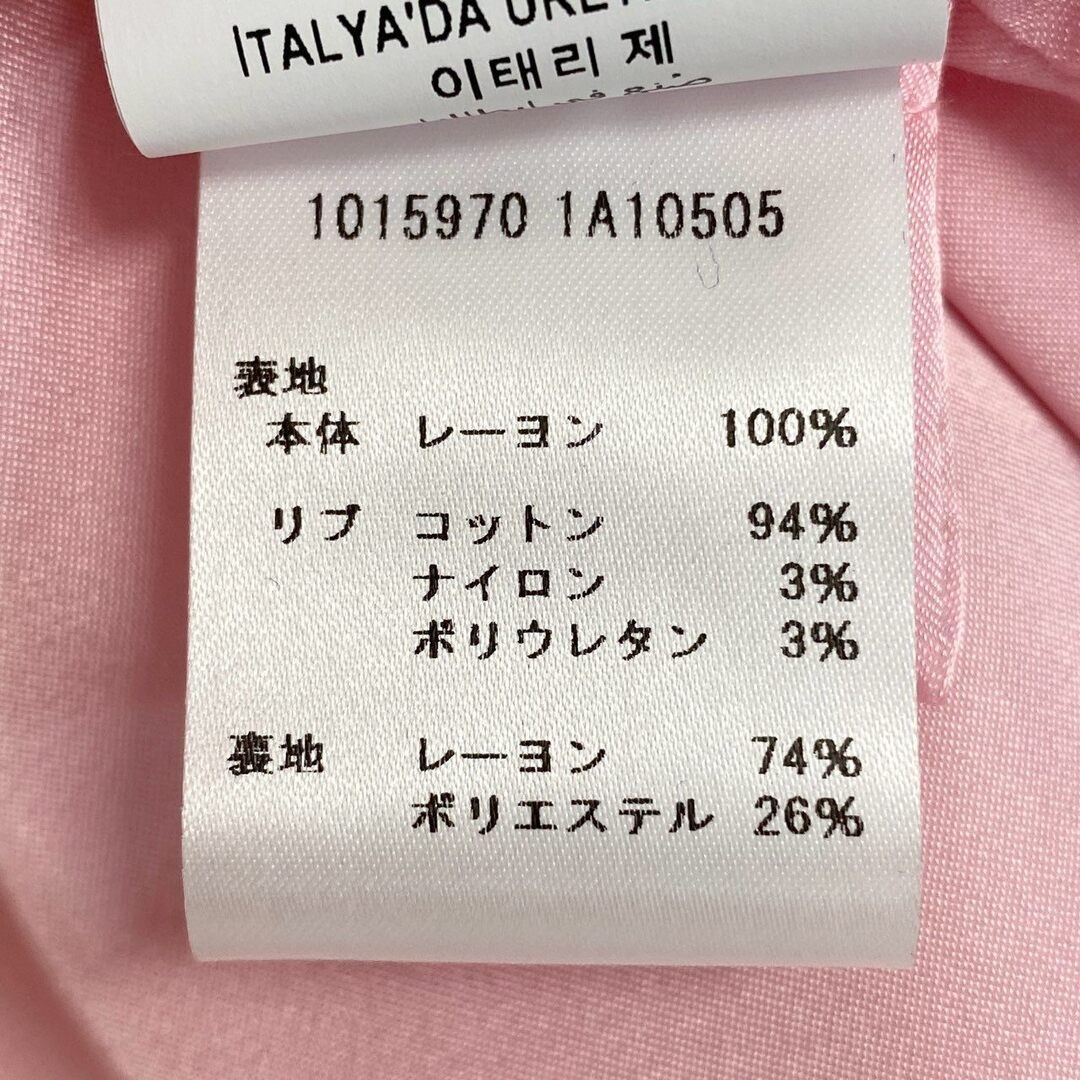 İTALYA'DA
이태리 제
1015970 1A10505
表地
本体 レーヨン 100%
リブ コットン 94%
ナイロン 3%
ポリウレタン 3%
裏地 レーヨン 74%
ポリエステル 26%